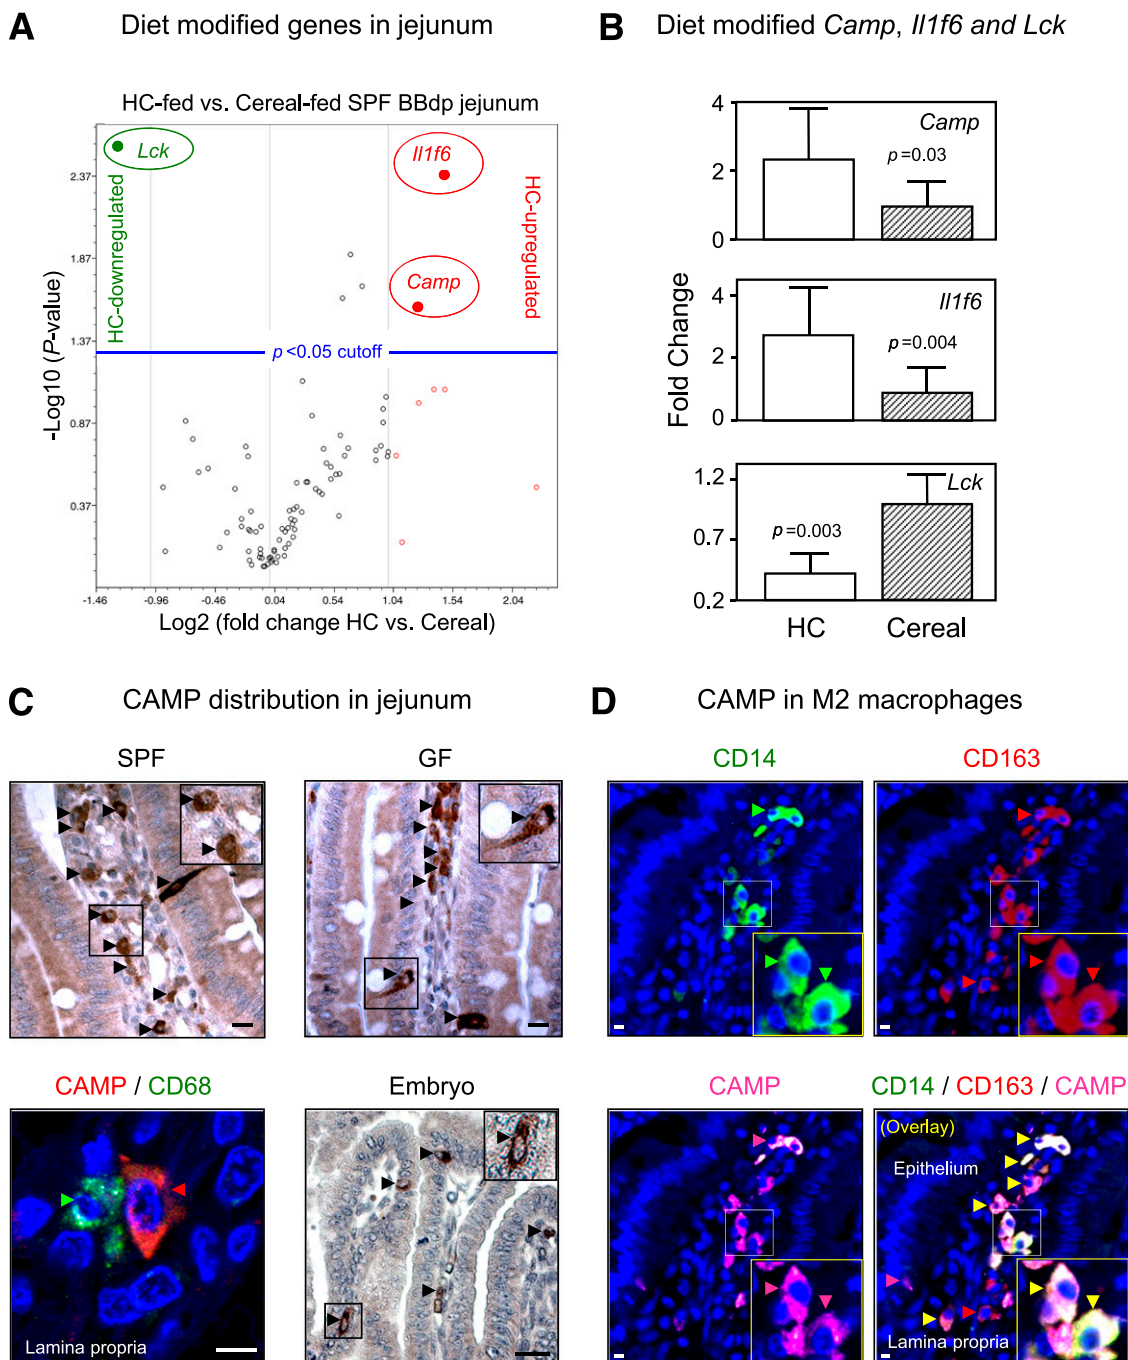 A Diet modified genes in jejunum
HC-fed vs. Cereal-fed SPF BBdp jejunum
Lck
Il1f6
Camp
HC-downregulated
HC-upregulated
p<0.05 cutoff
-Log10 (P-value)
2.37
1.87
1.37
0.87
0.37
-1.46 -0.96 -0.46 0.04 0.54 1.04 1.54 2.04
Log2 (fold change HC vs. Cereal)
B Diet modified Camp, Il1f6 and Lck
Fold Change
4
2
0
Camp
p=0.03
4
2
0
Il1f6
p=0.004
1.2
0.7
0.2
Lck
p=0.003
HC Cereal
C CAMP distribution in jejunum
SPF
GF
CAMP / CD68
Lamina propria
Embryo
D CAMP in M2 macrophages
CD14
CD163
CAMP
CD14 / CD163 / CAMP
(Overlay)
Epithelium
Lamina propria